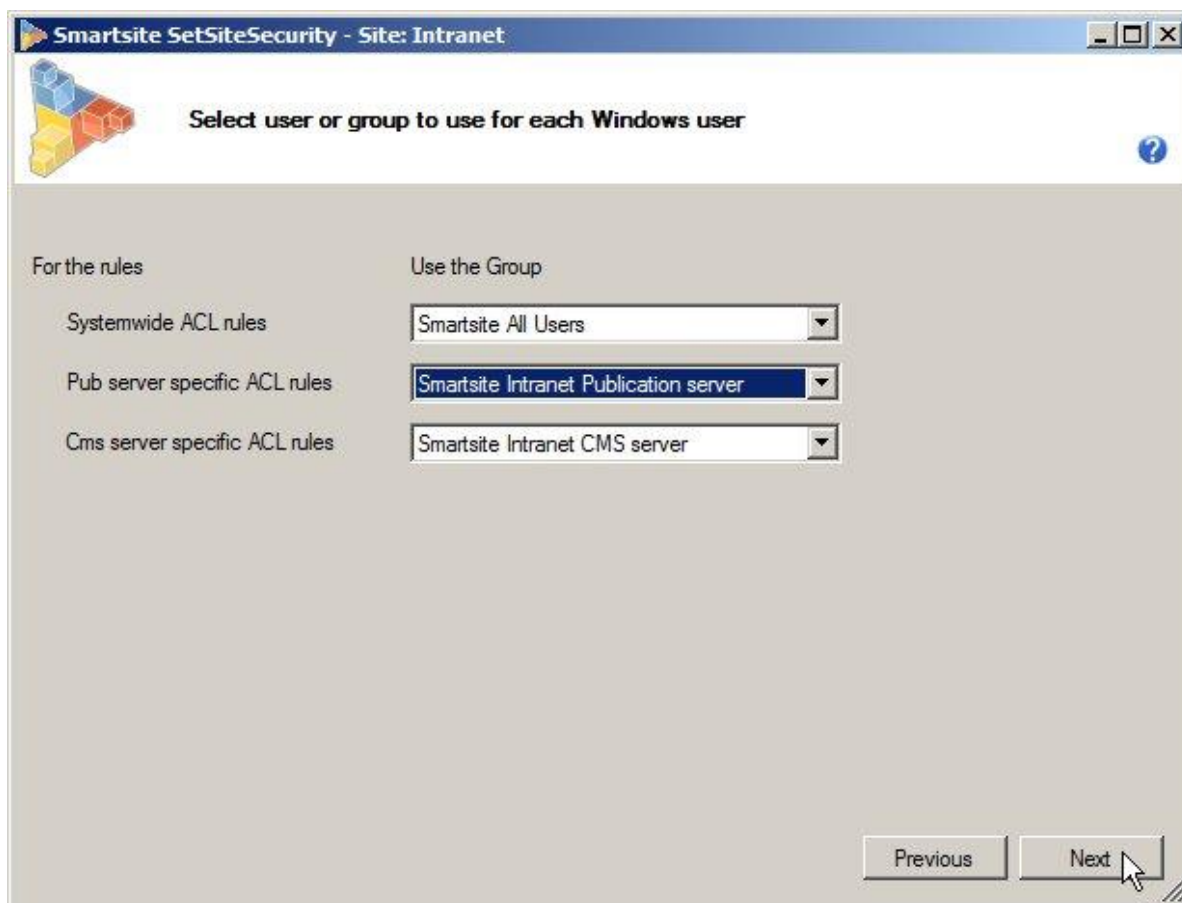 Smartsite SetSiteSecurity - Site: Intranet
Select user or group to use for each Windows user
?
For the rules Use the Group
Systemwide ACL rules Smartsite All Users
Pub server specific ACL rules Smartsite Intranet Publication server
Cms server specific ACL rules Smartsite Intranet CMS server
Previous Next